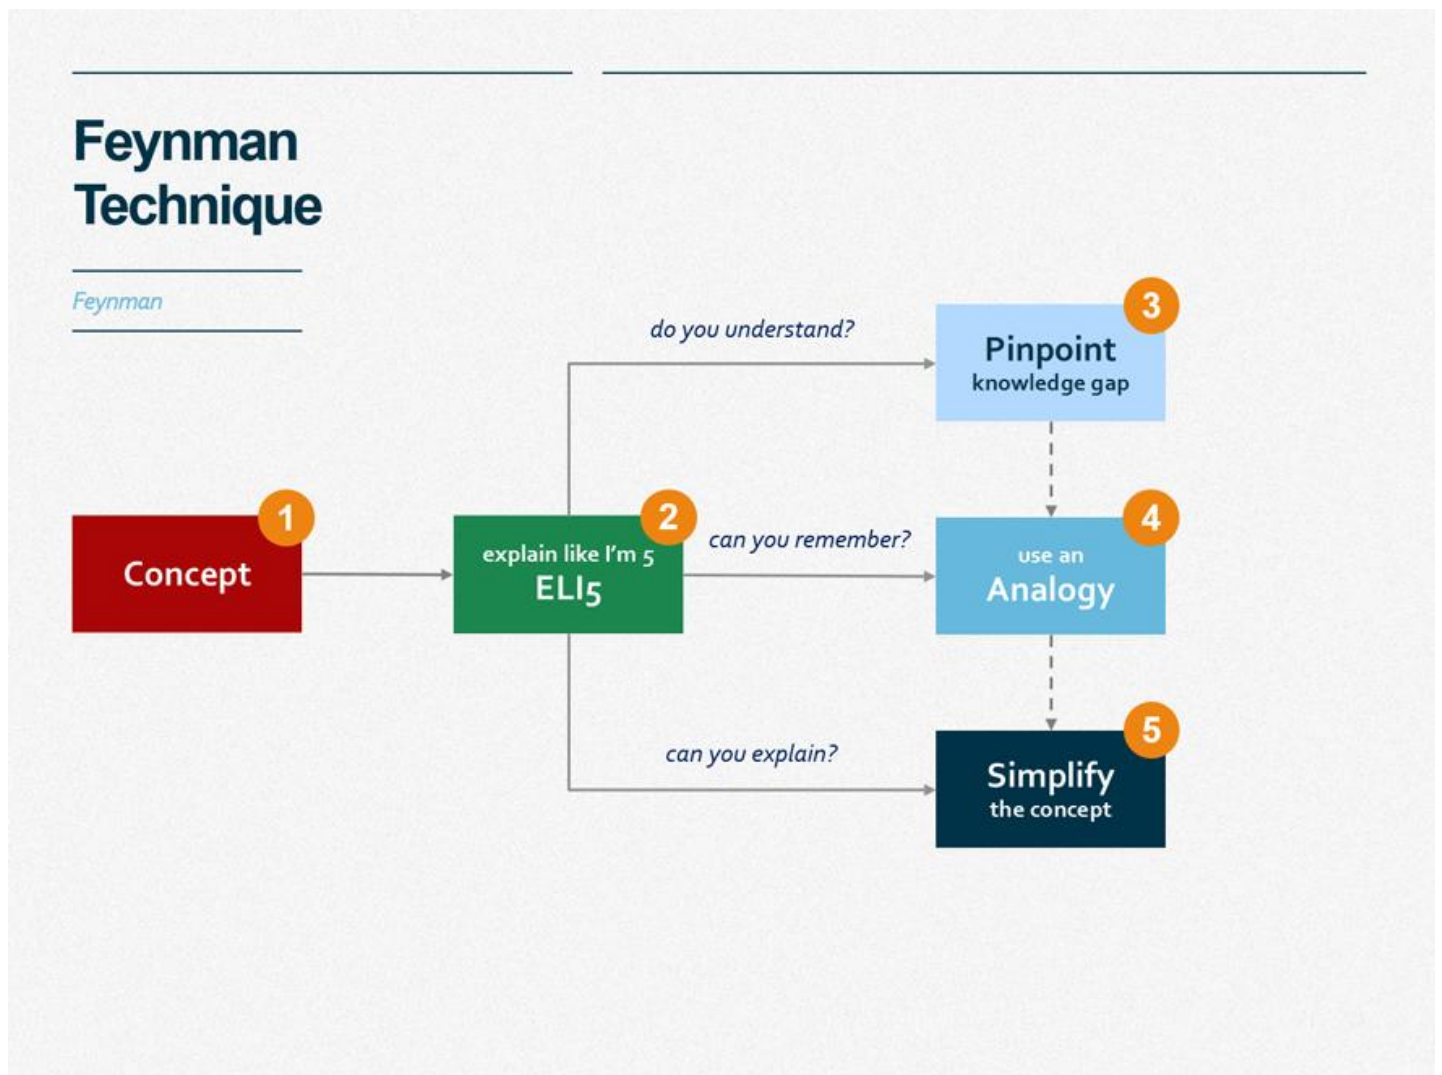 Feynman
Technique
Feynman
1
Concept
2
explain like I'm 5
ELI5
do you understand?
3
Pinpoint
knowledge gap
can you remember?
4
use an
Analogy
can you explain?
5
Simplify
the concept